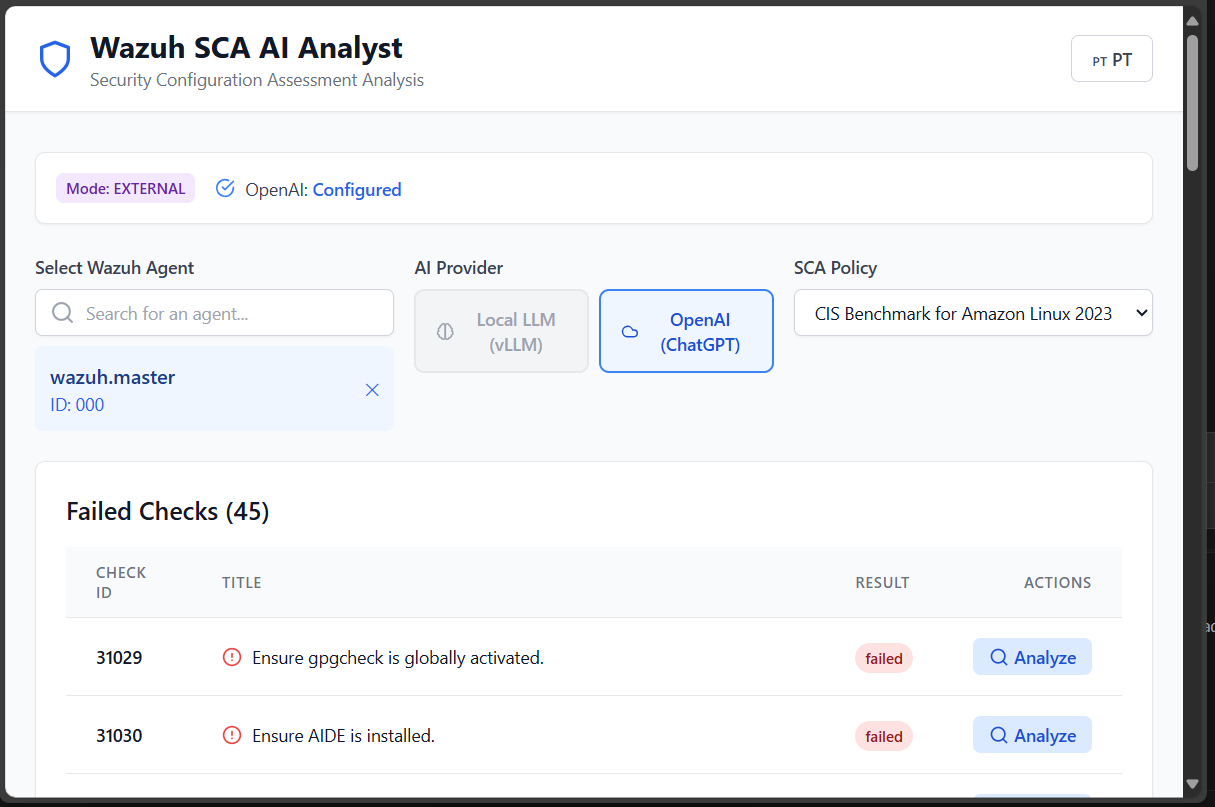 Wazuh SCA AI Analyst
Security Configuration Assessment Analysis
PT PT
Mode: EXTERNAL
OpenAI: Configured
Select Wazuh Agent
AI Provider
SCA Policy
Search for an agent...
Local LLM
(vLLM)
OpenAI
(ChatGPT)
CIS Benchmark for Amazon Linux 2023
wazuh.master
ID: 000
Failed Checks (45)
CHECK
ID
TITLE
RESULT
ACTIONS
31029
Ensure gpgcheck is globally activated.
failed
Analyze
31030
Ensure AIDE is installed.
failed
Analyze